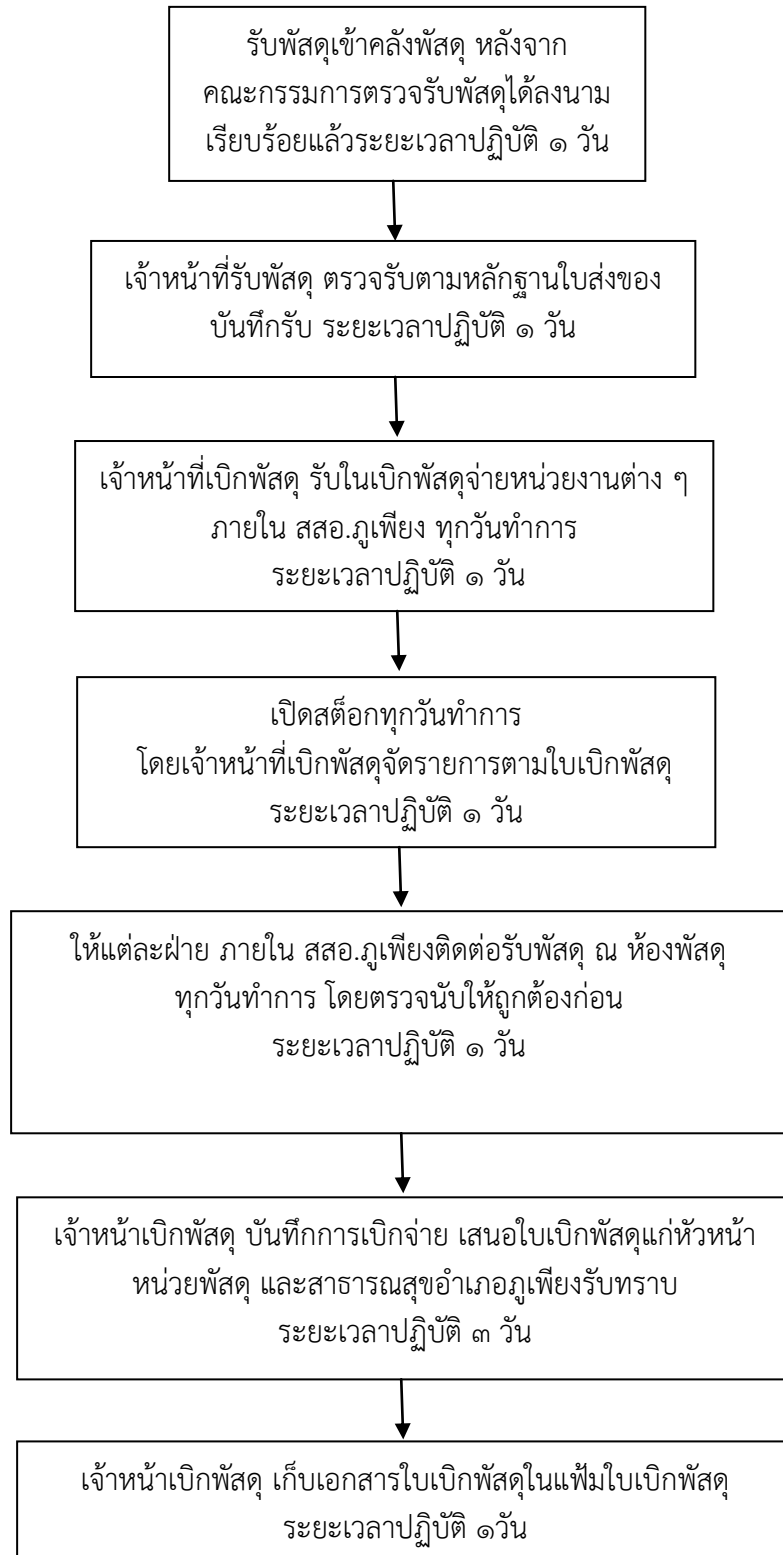 รับพัสดุเข้าคลังพัสดุ หลังจาก
คณะกรรมการตรวจรับพัสดุได้ลงนาม
เรียบร้อยแล้วระยะเวลาปฏิบัติ ๑ วัน
เจ้าหน้าที่รับพัสดุ ตรวจรับตามหลักฐานใบส่งของ
บันทึกรับ ระยะเวลาปฏิบัติ ๑ วัน
เจ้าหน้าที่เบิกพัสดุ รับในเบิกพัสดุจ่ายหน่วยงานต่าง ๆ
ภายใน สสอ.ภูเพียง ทุกวันทำการ
ระยะเวลาปฏิบัติ ๑ วัน
เปิดสต็อกทุกวันทำการ
โดยเจ้าหน้าที่เบิกพัสดุจัดรายการตามใบเบิกพัสดุ
ระยะเวลาปฏิบัติ ๑ วัน
ให้แต่ละฝ่าย ภายใน สสอ.ภูเพียงติดต่อรับพัสดุ ณ ห้องพัสดุ
ทุกวันทำการ โดยตรวจนับให้ถูกต้องก่อน
ระยะเวลาปฏิบัติ ๑ วัน
เจ้าหน้าเบิกพัสดุ บันทึกการเบิกจ่าย เสนอใบเบิกพัสดุแก่หัวหน้า
หน่วยพัสดุ และสาธารณสุขอำเภอภูเพียงรับทราบ
ระยะเวลาปฏิบัติ ๓ วัน
เจ้าหน้าเบิกพัสดุ เก็บเอกสารใบเบิกพัสดุในแฟ้มใบเบิกพัสดุ
ระยะเวลาปฏิบัติ ๑วัน